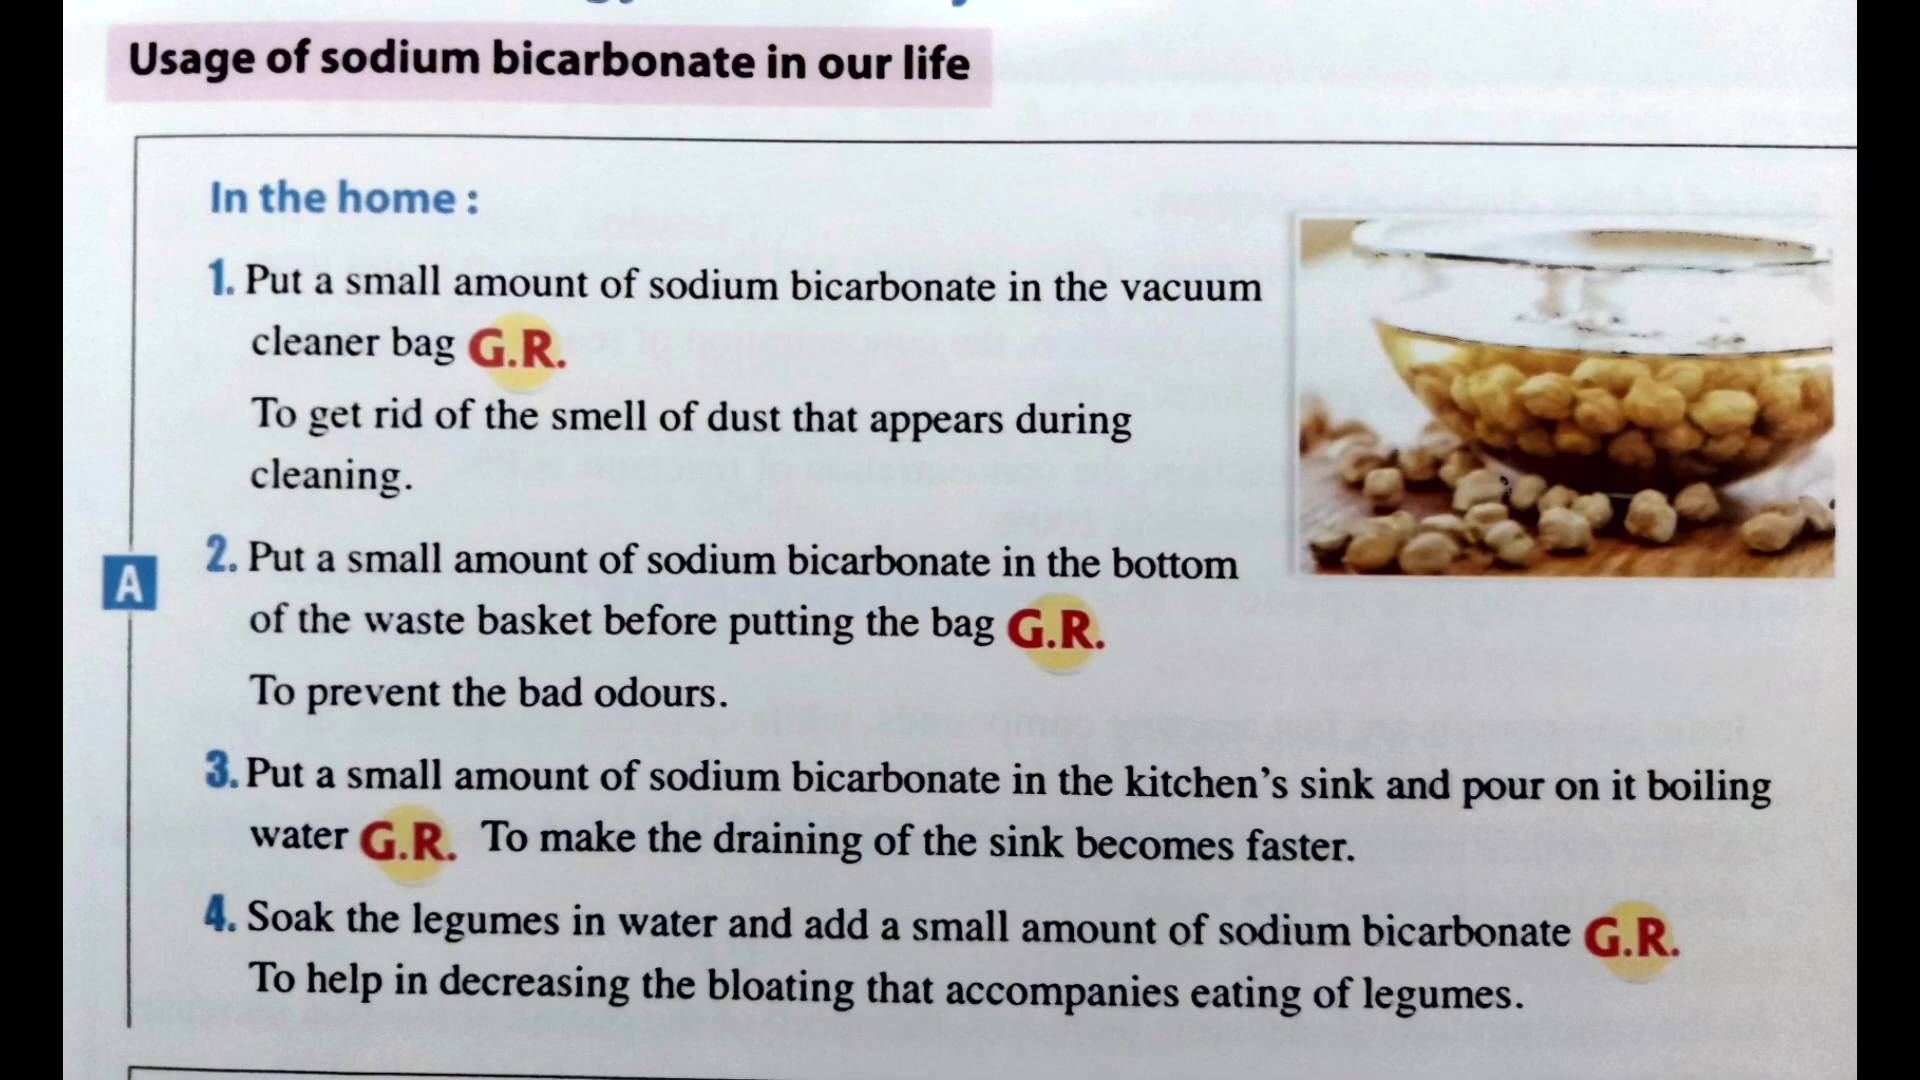 Usage of sodium bicarbonate in our life
In the home :
1. Put a small amount of sodium bicarbonate in the vacuum
cleaner bag G.R.
To get rid of the smell of dust that appears during
cleaning.
A
2. Put a small amount of sodium bicarbonate in the bottom
of the waste basket before putting the bag G.R.
To prevent the bad odours.
3. Put a small amount of sodium bicarbonate in the kitchen's sink and pour on it boiling
water G.R. To make the draining of the sink becomes faster.
4. Soak the legumes in water and add a small amount of sodium bicarbonate G.R.
To help in decreasing the bloating that accompanies eating of legumes.